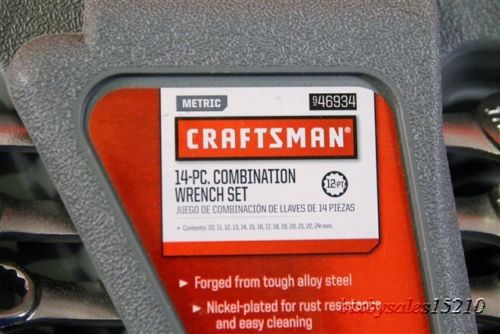 METRIC
946934
CRAFTSMAN®
14-PC. COMBINATION
WRENCH SET
12 PT
JUEGO DE COMBINACIÓN DE LLAVES DE 14 PIEZAS
• Contents: 10, 11, 12, 13, 14, 15, 16, 17, 18, 19, 20, 21, 22, 24 mm.
▸ Forged from tough alloy steel
▸ Nickel-plated for rust resistance
and easy cleaning